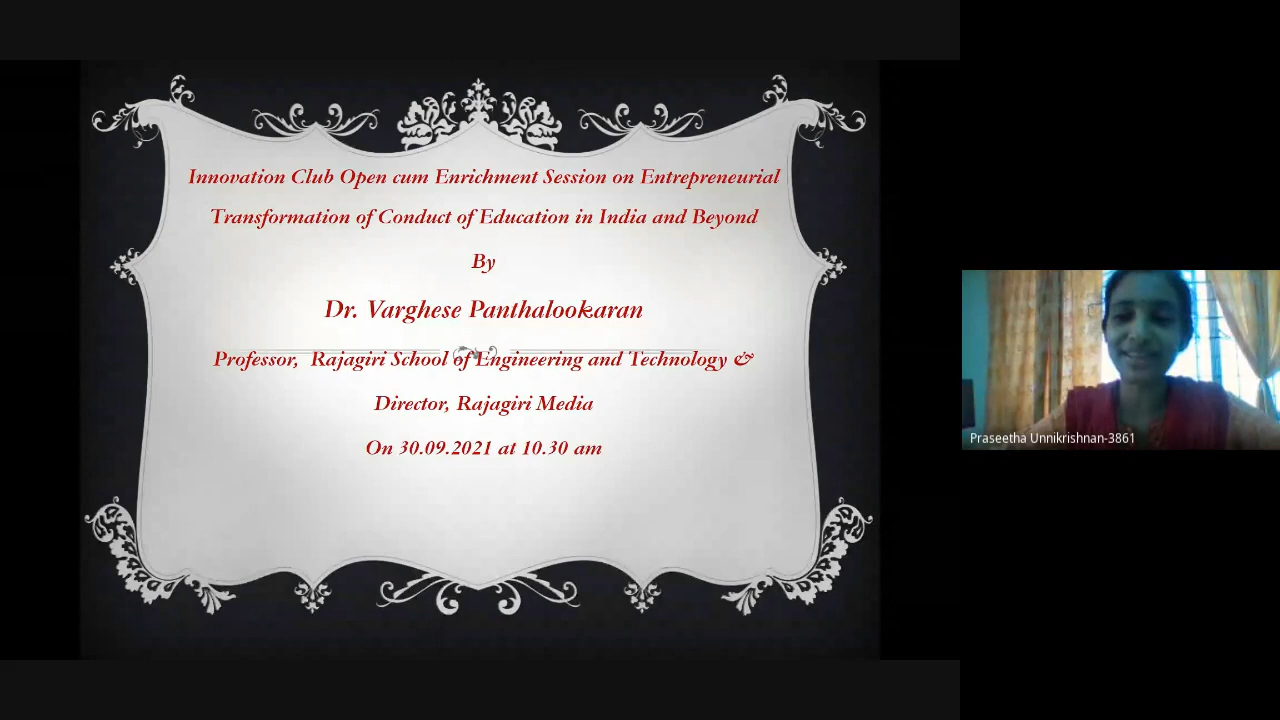 Innovation Club Open cum Enrichment Session on Entrepreneurial
Transformation of Conduct of Education in India and Beyond
By
Dr. Varghese Panthalookaran
Professor, Rajagiri School of Engineering and Technology &
Director, Rajagiri Media
On 30.09.2021 at 10.30 am
Praseetha Unnikrishnan-3861